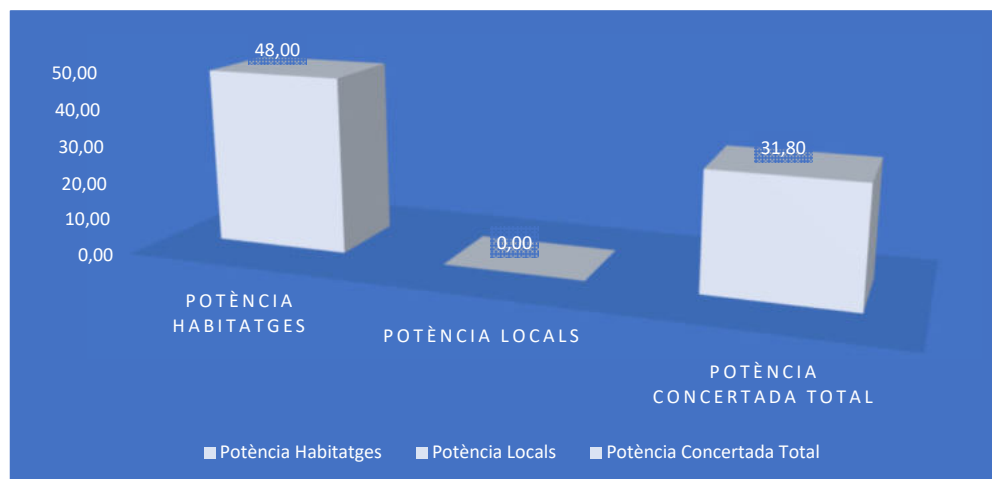 48,00
50,00
40,00
30,00
20,00
10,00
0,00
0,00
31,80
POTÈNCIA
HABITATGES
POTÈNCIA LOCALS
POTÈNCIA
CONCERTADA TOTAL
Potència Habitatges Potència Locals Potència Concertada Total